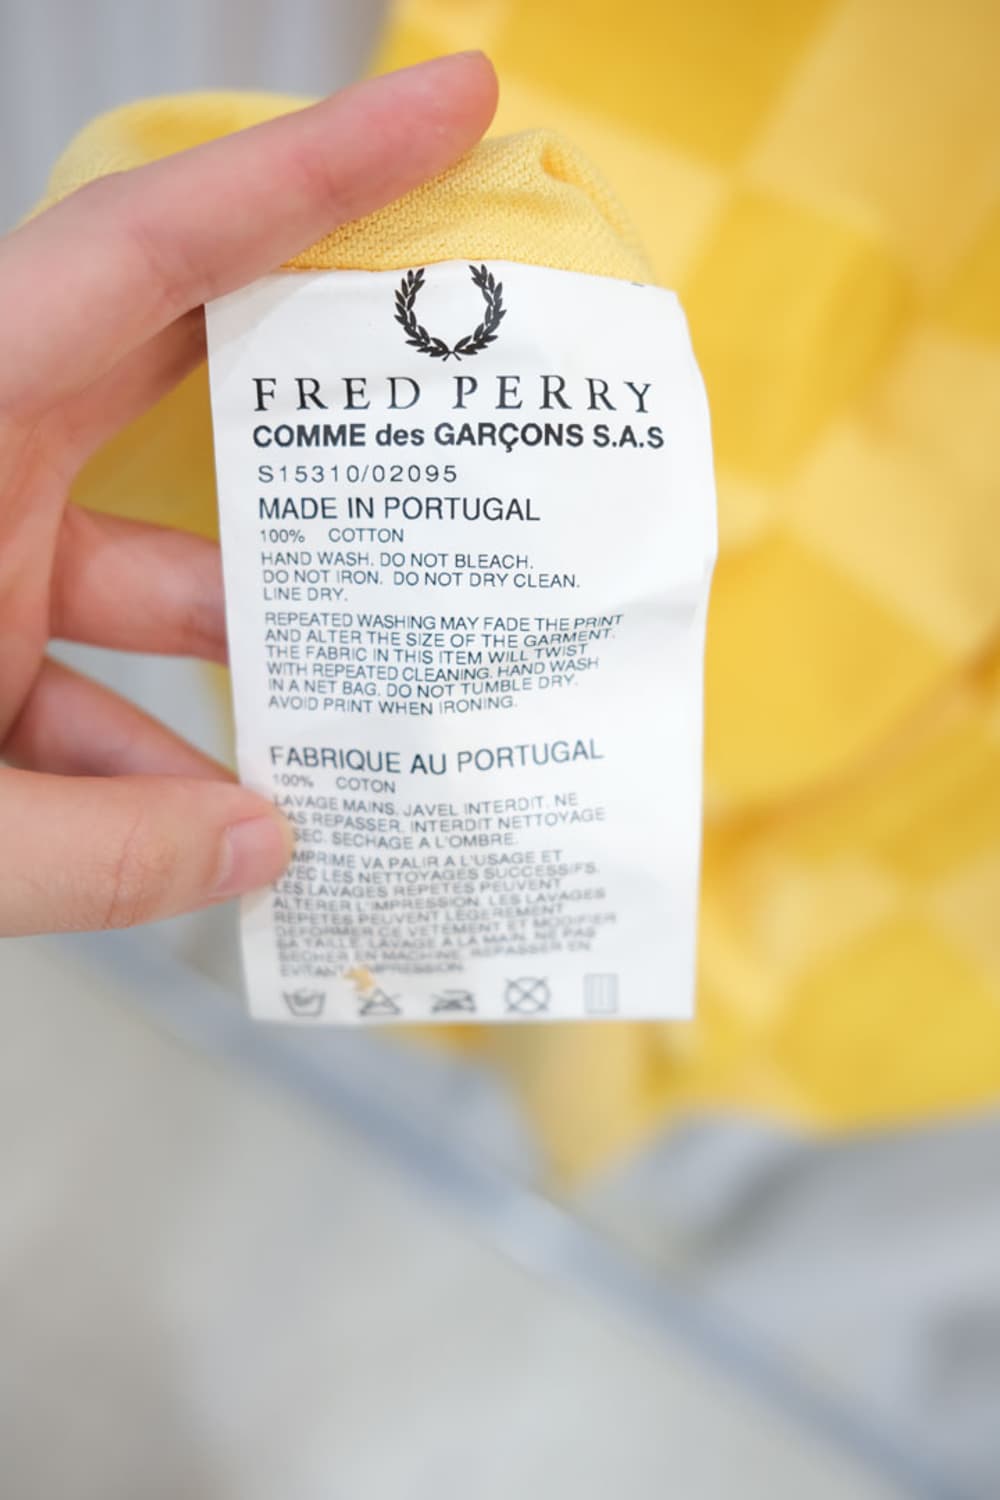 FRED PERRY
COMME des GARÇONS S.A.S
S15310/02095
MADE IN PORTUGAL
100% COTTON
HAND WASH. DO NOT BLEACH.
DO NOT IRON. DO NOT DRY CLEAN.
LINE DRY.
REPEATED WASHING MAY FADE THE PRINT
AND ALTER THE SIZE OF THE GARMENT.
THE FABRIC IN THIS ITEM WILL TWIST
WITH REPEATED CLEANING. HAND WASH
IN A NET BAG. DO NOT TUMBLE DRY.
AVOID PRINT WHEN IRONING.
FABRIQUE AU PORTUGAL
100% COTON
LAVAGE MAINS. JAVEL INTERDIT. NE
REPASSER. INTERDIT NETTOYAGE
SEC. SECHAGE A L'OMBRE.
VA PALIR A L'USAGE ET
LES NETTOYAGES SUCCESSIFS.
LES LAVAGES REPETES PEUVENT
ALTERER L'IMPRESSION. LES LAVAGES
REPETES PEUVENT LEGEREMENT
DEFORMER CE VETEMENT ET MODIFIER
SA TAILLE. LAVAGE A LA MAIN. NE PAS
SECHER EN MACHINE. REPASSER EN
EVITANT